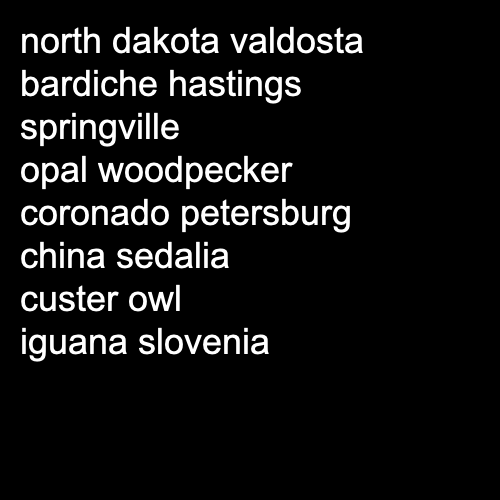 north dakota valdosta
bardiche hastings
springville
opal woodpecker
coronado petersburg
china sedalia
custer owl
iguana slovenia